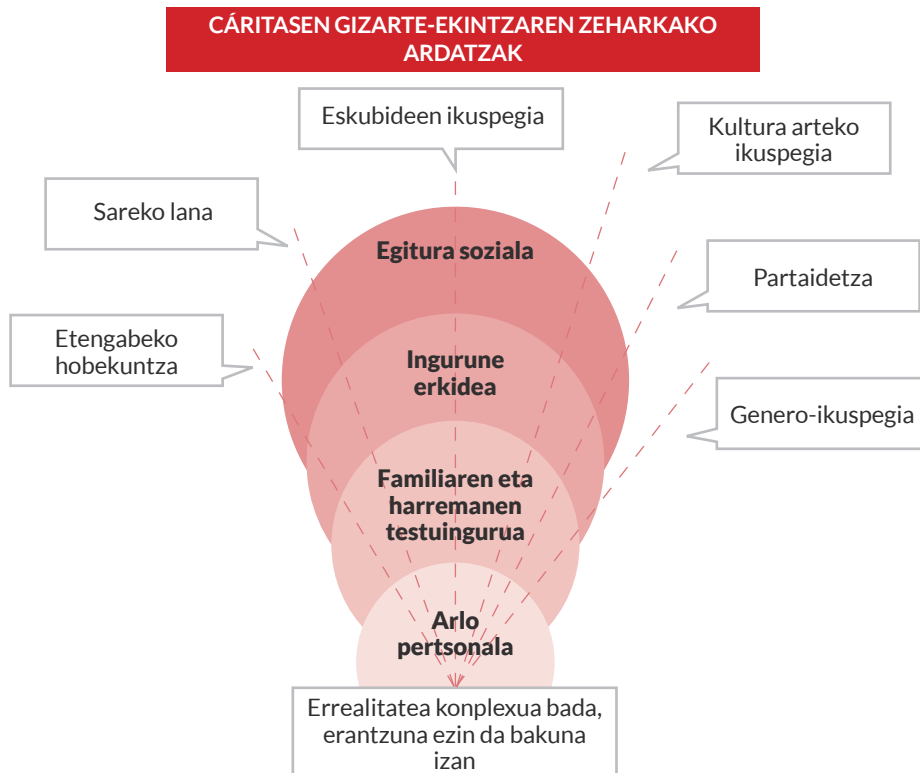 CÁRITASEN GIZARTE-EKINTZAREN ZEHARKAKO
ARDATZAK
Eskubideen ikuspegia
Kultura arteko
ikuspegia
Sareko lana
Partaidetza
Etengabeko
hobekuntza
Genero-ikuspegia
Egitura soziala
Ingurune
erkidea
Familiaren eta
harremanen
testuingurua
Arlo
pertsonala
Errealitatea konplexua bada,
erantzuna ezin da bakuna
izan